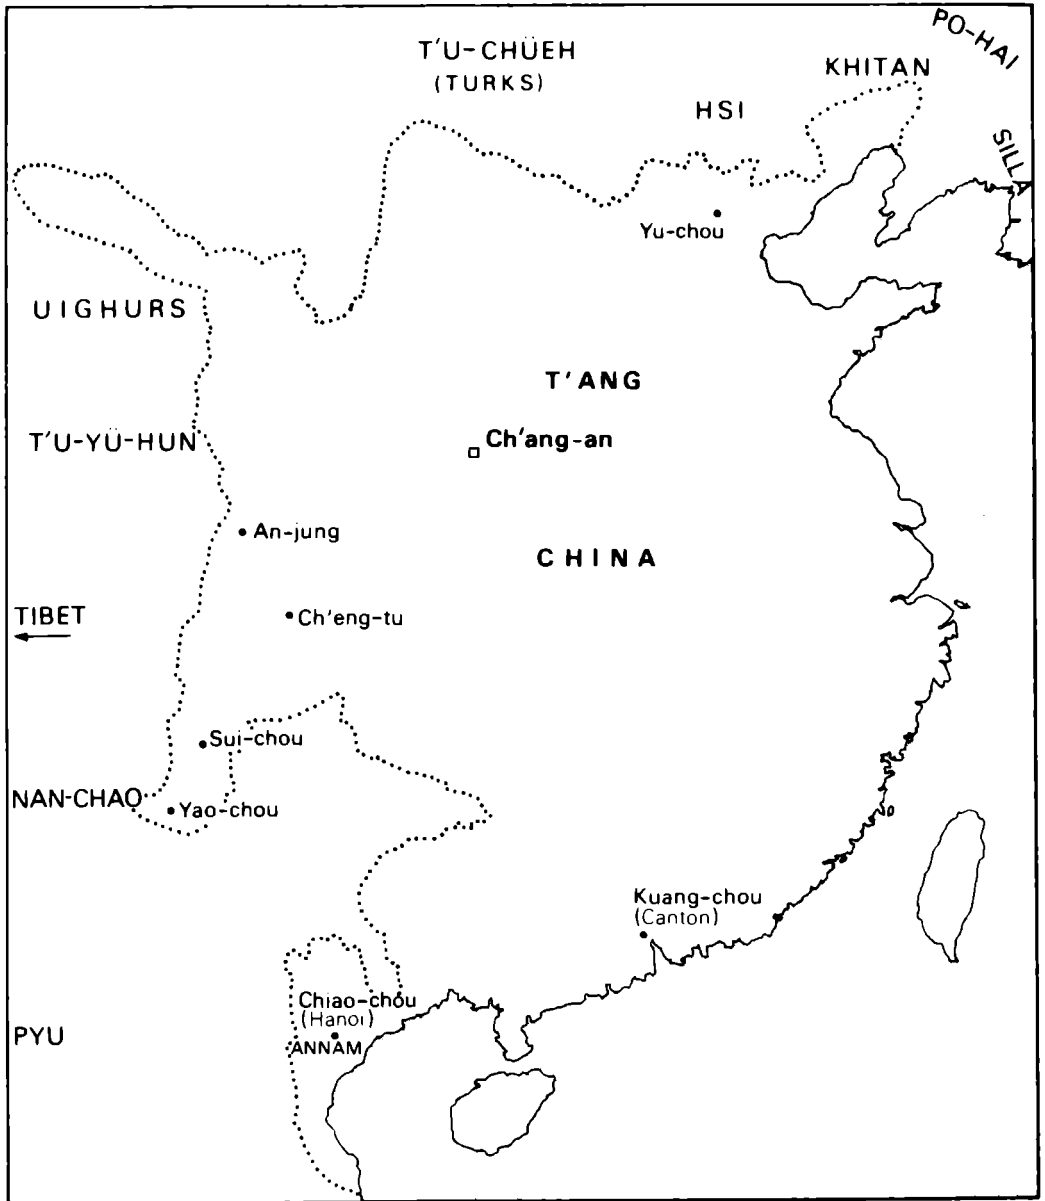 PO-HAI
T'U-CHÜEH
(TURKS)
KHITAN
HSI
SILLA
Yu-chou
UIGHURS
T'ANG
T'U-YÜ-HUN
Ch'ang-an
An-jung
CHINA
TIBET
Ch'eng-tu
Sui-chou
NAN-CHAO
Yao-chou
Kuang-chou
(Canton)
Chiao-chou
(Hanoi)
PYU
ANNAM